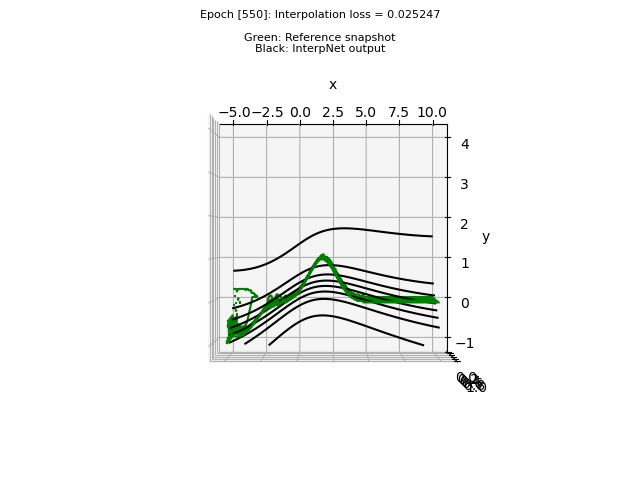 Epoch [550]: Interpolation loss = 0.025247
Green: Reference snapshot
Black: InterpNet output
x
−5.0 −2.5 0.0 2.5 5.0 7.5 10.0
4
3
2
y
1
0
−1